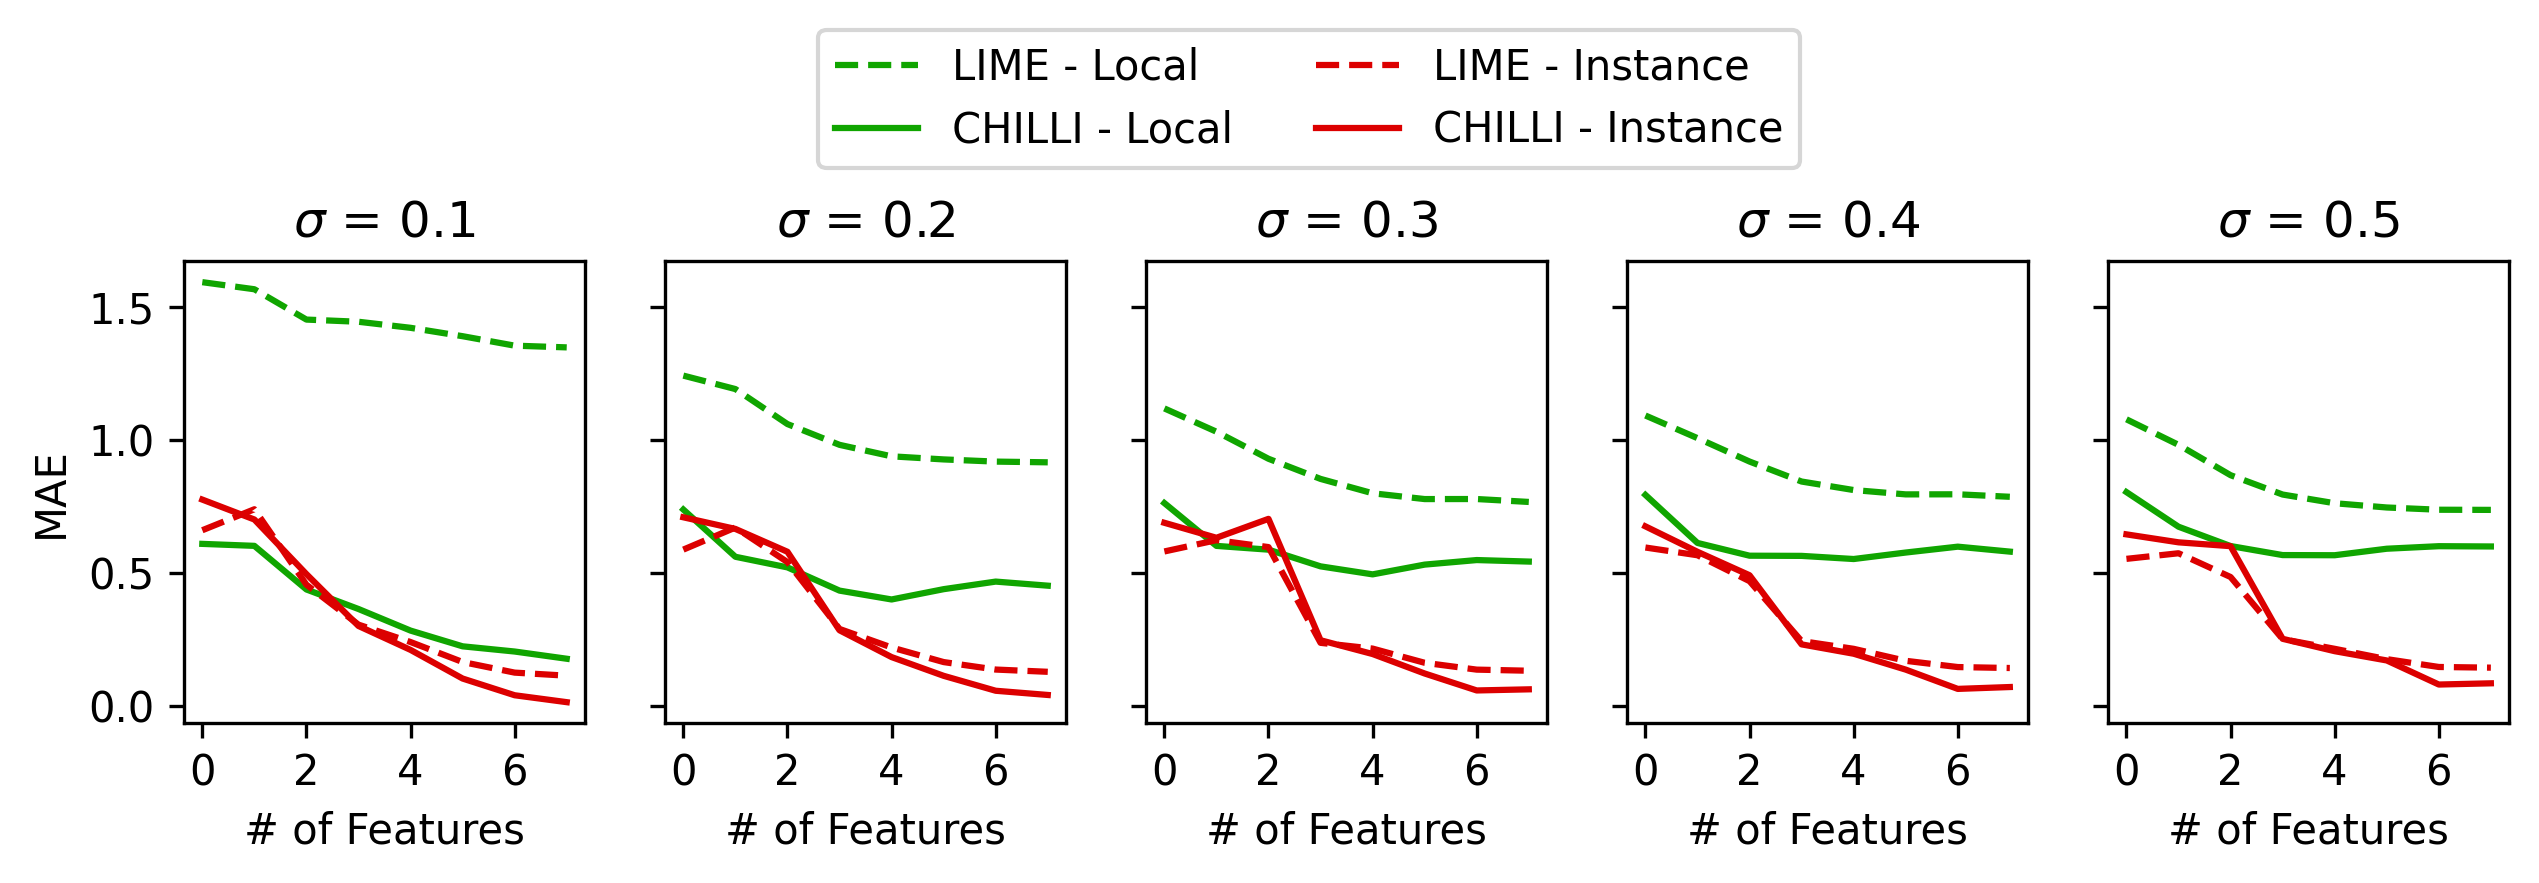 LIME - Local
LIME - Instance
CHILLI - Local
CHILLI - Instance
σ = 0.1
σ = 0.2
σ = 0.3
σ = 0.4
σ = 0.5
MAE
1.5
1.0
0.5
0.0
0 2 4 6
0 2 4 6
0 2 4 6
0 2 4 6
0 2 4 6
# of Features
# of Features
# of Features
# of Features
# of Features